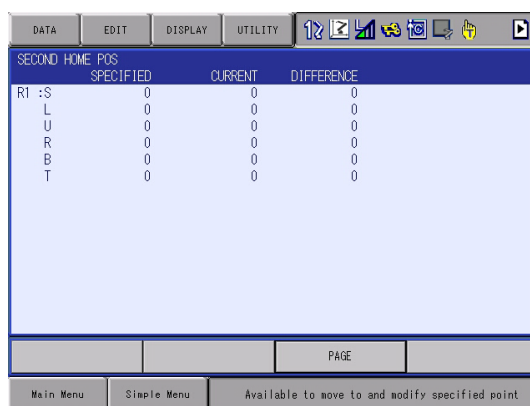 DATA EDIT DISPLAY UTILITY 12
SECOND HOME POS
SPECIFIED CURRENT DIFFERENCE
R1 :S 0 0 0
L 0 0 0
U 0 0 0
R 0 0 0
B 0 0 0
T 0 0 0
PAGE
Main Menu Simple Menu Available to move to and modify specified point